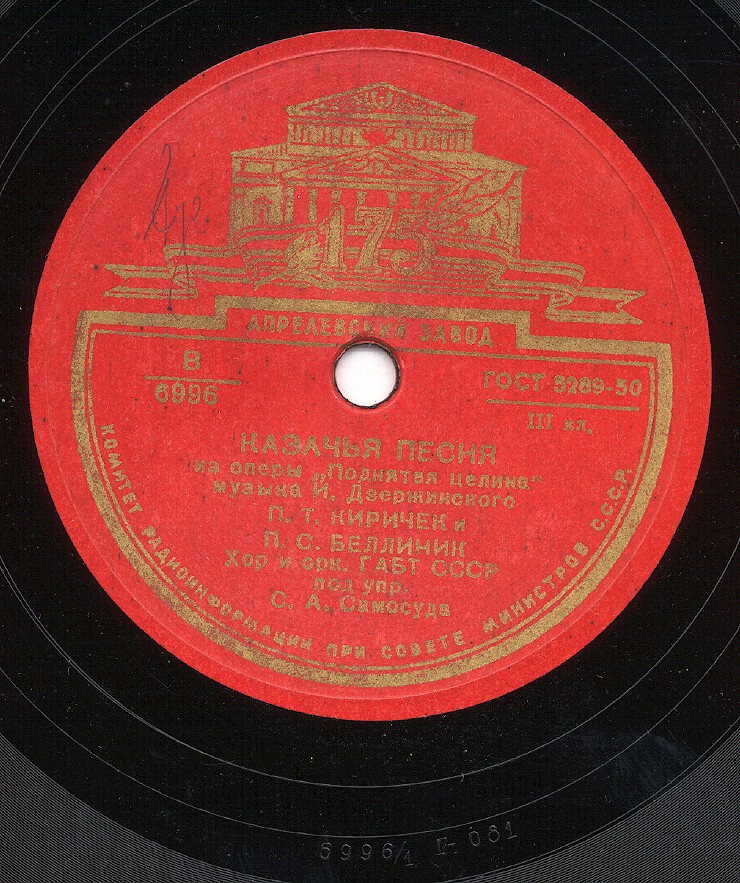 175
АПРЕЛЕВСКИЙ ЗАВОД
В
6996
ГОСТ 5289-50
III кл.
КАЗАЧЬЯ ПЕСНЯ
из оперы „Поднятая целина"
музыка И. Дзержинского
П. Т. КИРИЧЕК и
П. С. БЕЛЛИНИК
Хор и орк. ГАБТ СССР
под упр.
С. А. Самосуда
КОМИТЕТ РАДИОИНФОРМАЦИИ ПРИ СОВЕТЕ МИНИСТРОВ С.С.С.Р.
6996/1
081